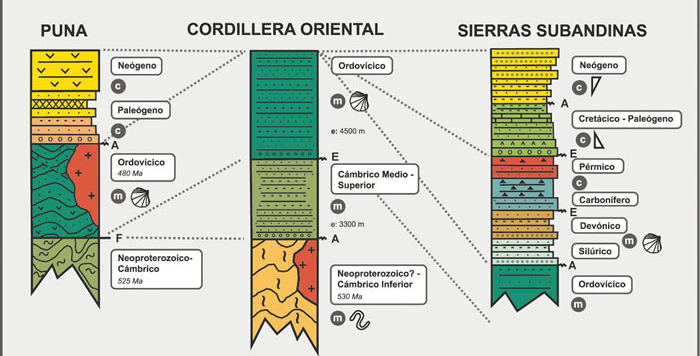 PUNA
CORDILLERA ORIENTAL
SIERRAS SUBANDINAS
Neógeno
c
Paleógeno
c
A
Ordovícico
480 Ma
m
F
Neoproterozoico-
Cámbrico
525 Ma
Ordovícico
m
e: 4500 m
E
Cámbrico Medio -
Superior
m
e: 3300 m
A
Neoproterozoico? -
Cámbrico Inferior
530 Ma
m
Neógeno
c
A
Cretácico - Paleógeno
c
E
Pérmico
c
Carbonífero
E
Devónico
m
Silúrico
A
Ordovícico
m